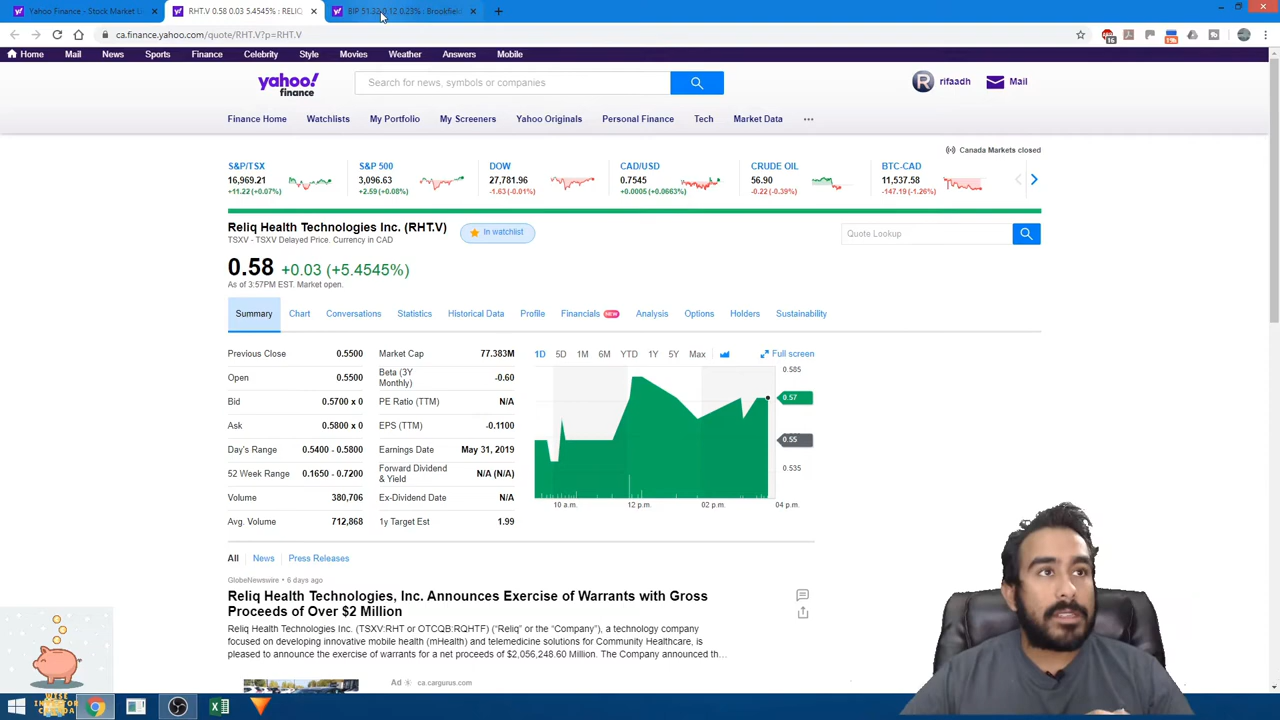 Yahoo Finance - Stock Market Li
RHT.V 0.58 0.03 5.4545% : RELIQ
BIP 51.32 0.12 0.23% : Brookfield
ca.finance.yahoo.com/quote/RHT.V?p=RHT.V
16
19b
Home Mail News Sports Finance Celebrity Style Movies Weather Answers Mobile
yahoo!
finance
Search for news, symbols or companies
R rifaadh Mail
Finance Home Watchlists My Portfolio My Screeners Yahoo Originals Personal Finance Tech Market Data
Canada Markets closed
S&P/TSX S&P 500 DOW CAD/USD CRUDE OIL BTC-CAD
16,969.21 3,096.63 27,781.96 0.7545 56.90 11,537.58
+11.22 (+0.07%) +2.59 (+0.08%) -1.63 (-0.01%) +0.0005 (+0.0663%) -0.22 (-0.39%) -147.19 (-1.26%)
Reliq Health Technologies Inc. (RHT.V)
In watchlist
Quote Lookup
TSXV - TSXV Delayed Price. Currency in CAD
0.58 +0.03 (+5.4545%)
As of 3:57PM EST. Market open.
Summary Chart Conversations Statistics Historical Data Profile Financials NEW Analysis Options Holders Sustainability
Previous Close 0.5500
Open 0.5500
Bid 0.5700 x 0
Ask 0.5800 x 0
Day's Range 0.5400 - 0.5800
52 Week Range 0.1650 - 0.7200
Volume 380,706
Avg. Volume 712,868
Market Cap 77.383M
Beta (3Y
Monthly) -0.60
PE Ratio (TTM) N/A
EPS (TTM) -0.1100
Earnings Date May 31, 2019
Forward Dividend
& Yield N/A (N/A)
Ex-Dividend Date N/A
1y Target Est 1.99
1D 5D 1M 6M YTD 1Y 5Y Max Full screen
0.585
0.57
0.55
0.535
10 a.m. 12 p.m. 02 p.m. 04 p.m.
All News Press Releases
GlobeNewswire • 6 days ago
Reliq Health Technologies, Inc. Announces Exercise of Warrants with Gross
Proceeds of Over $2 Million
Reliq Health Technologies Inc. (TSXV:RHT or OTCQB:RQHTF) ("Reliq" or the "Company"), a technology company
focused on developing innovative mobile health (mHealth) and telemedicine solutions for Community Healthcare, is
pleased to announce the exercise of warrants for a net proceeds of $2,056,248.60 Million. The Company announced th...
Ad ca.cargurus.com
WISE
INVESTOR
CANADA